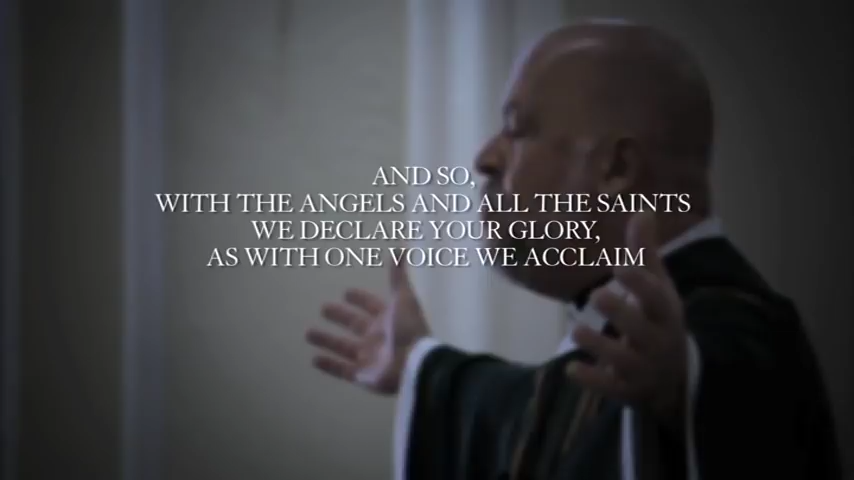 AND SO,
WITH THE ANGELS AND ALL THE SAINTS
WE DECLARE YOUR GLORY,
AS WITH ONE VOICE WE ACCLAIM